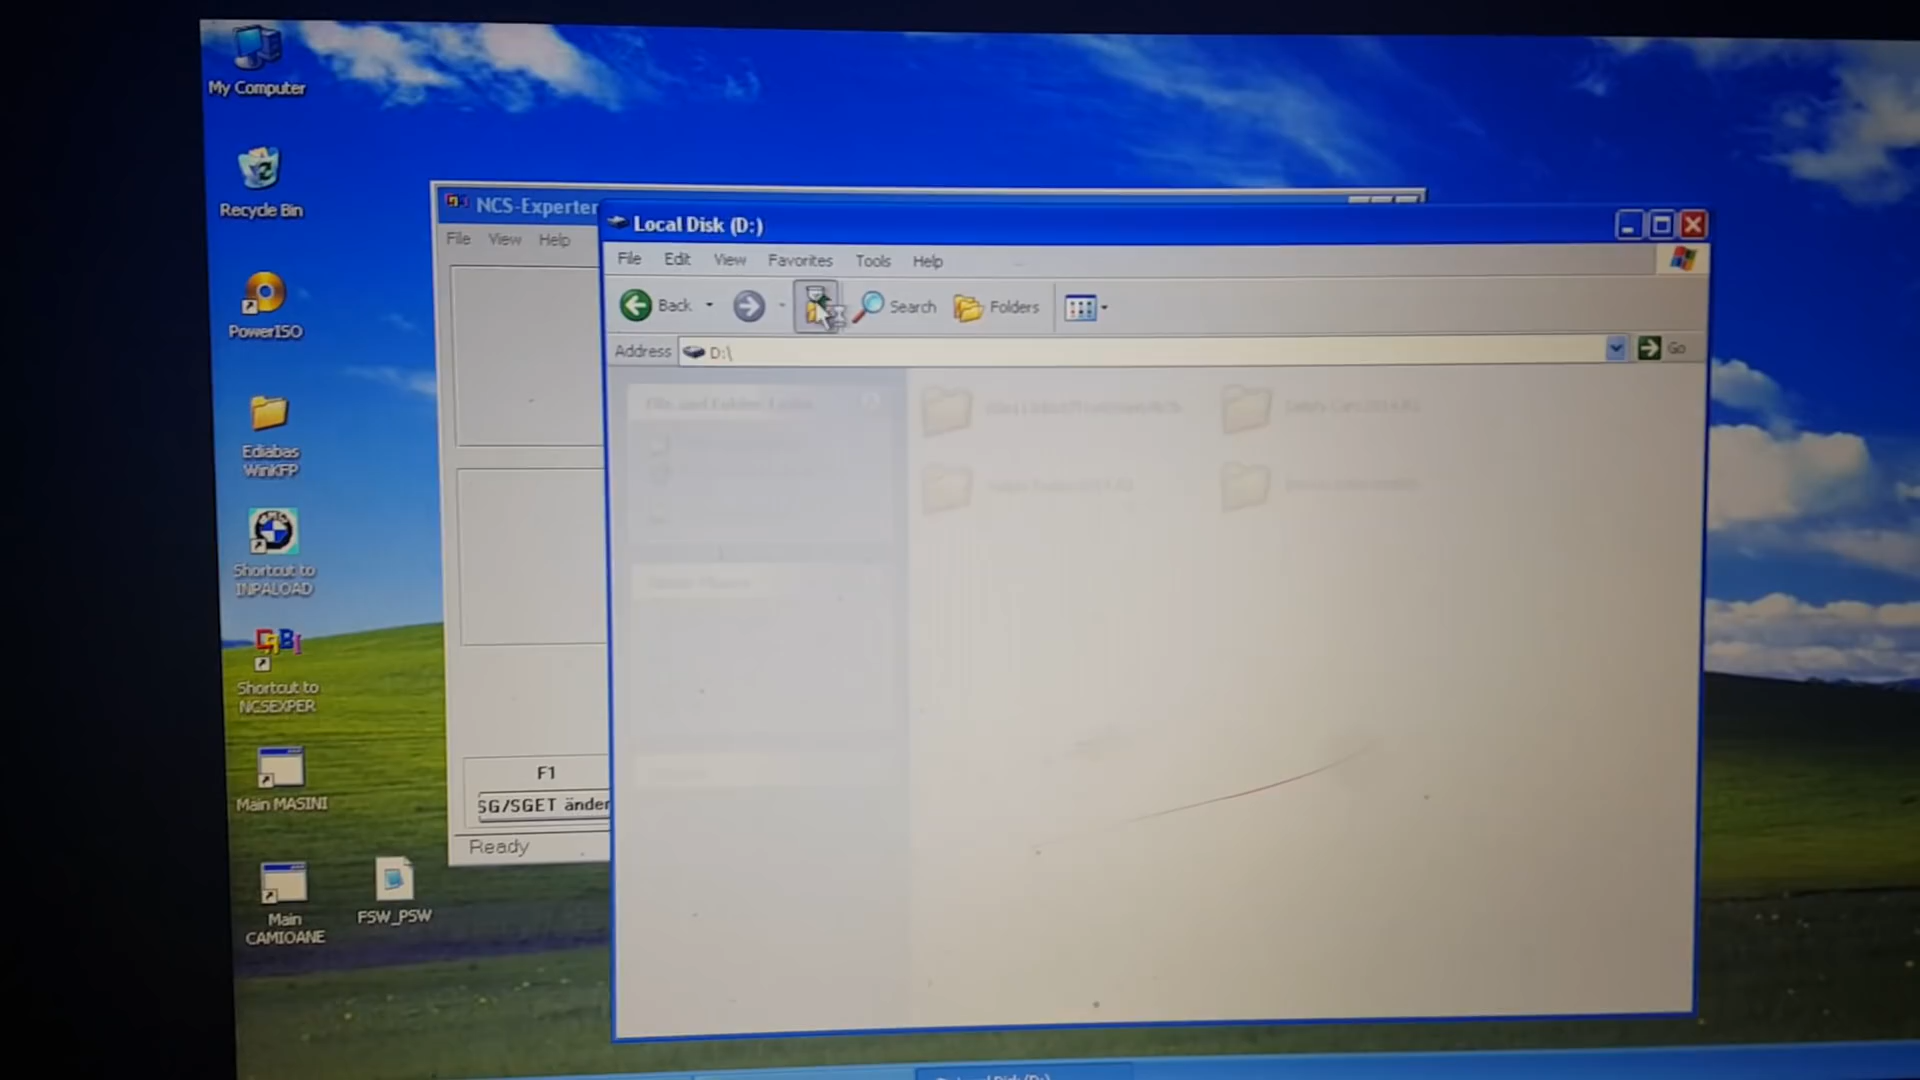 My Computer
Recycle Bin
PowerISO
Ediabas
WinKFP
Shortcut to
INPALOAD
Shortcut to
NCSEXPER
Main MASINI
Main
CAMIOANE
FSW_PSW
NCS-Experter
File View Help
F1
SG/SGET änder
Ready
Local Disk (D:)
File Edit View Favorites Tools Help
Back Search Folders
Address D:\ Go